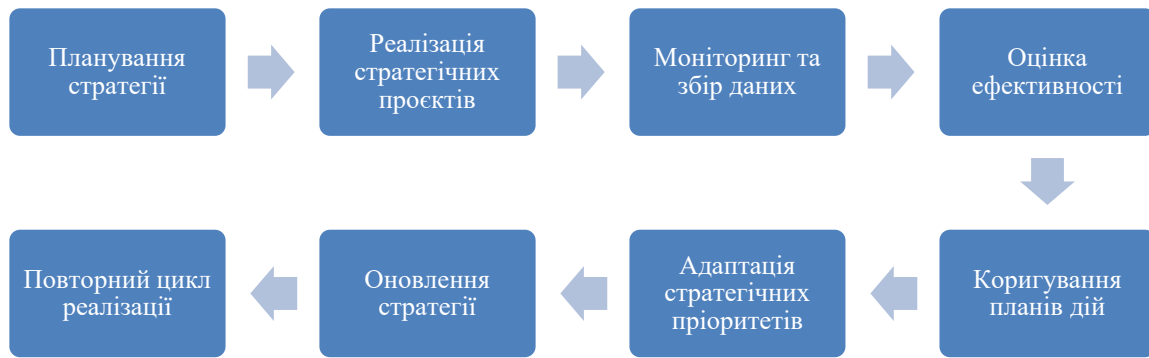 Планування
стратегії
Реалізація
стратегічних
проєктів
Моніторинг та
збір даних
Оцінка
ефективності
Коригування
планів дій
Адаптація
стратегічних
пріоритетів
Оновлення
стратегії
Повторний цикл
реалізації